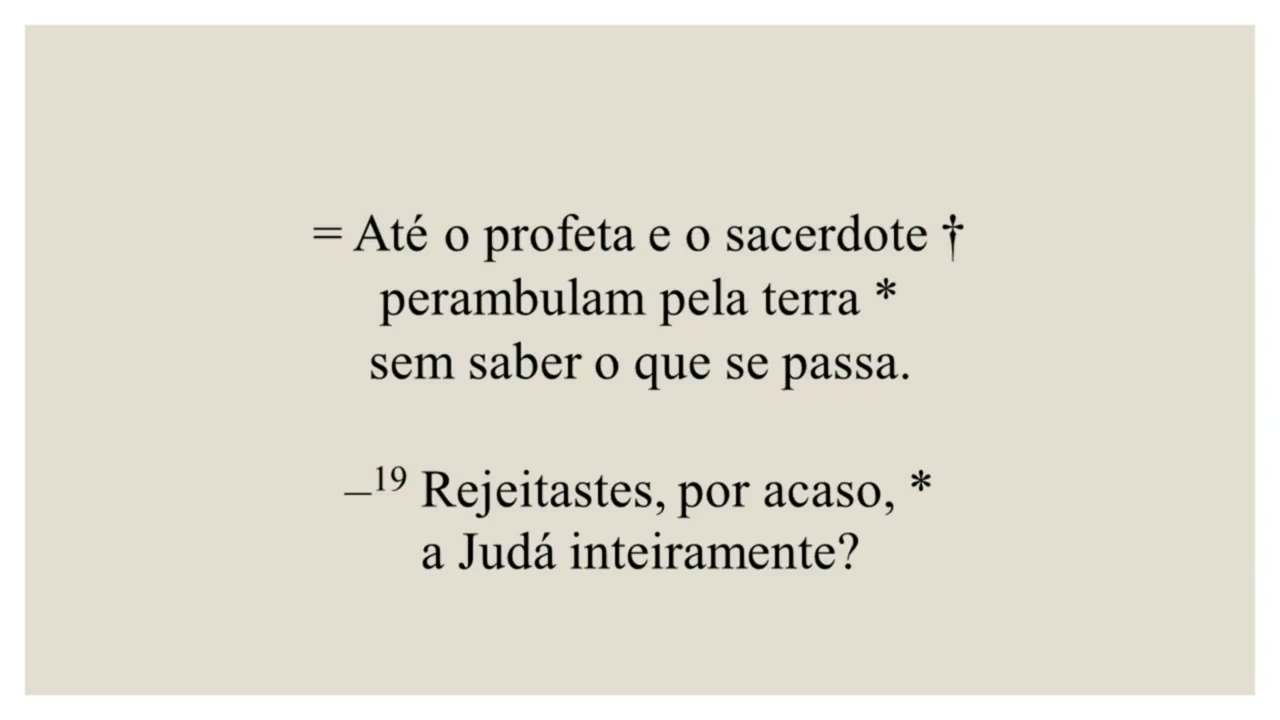 = Até o profeta e o sacerdote †
perambulam pela terra *
sem saber o que se passa.
–¹⁹ Rejeitastes, por acaso, *
a Judá inteiramente?